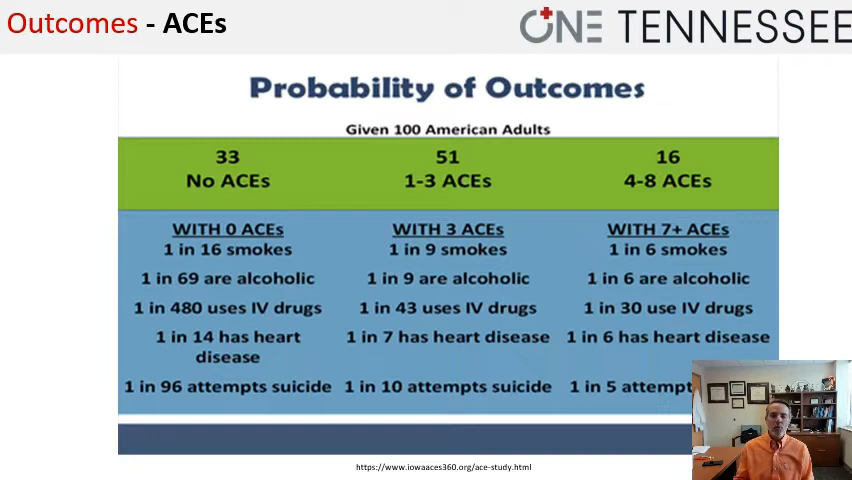 Outcomes - ACEs
ONE TENNESSEE
Probability of Outcomes
Given 100 American Adults
33
No ACEs
51
1-3 ACEs
16
4-8 ACEs
WITH 0 ACEs
1 in 16 smokes
1 in 69 are alcoholic
1 in 480 uses IV drugs
1 in 14 has heart
disease
1 in 96 attempts suicide
WITH 3 ACEs
1 in 9 smokes
1 in 9 are alcoholic
1 in 43 uses IV drugs
1 in 7 has heart disease
1 in 10 attempts suicide
WITH 7+ ACEs
1 in 6 smokes
1 in 6 are alcoholic
1 in 30 use IV drugs
1 in 6 has heart disease
1 in 5 attempt
https://www.iowaaces360.org/ace-study.html